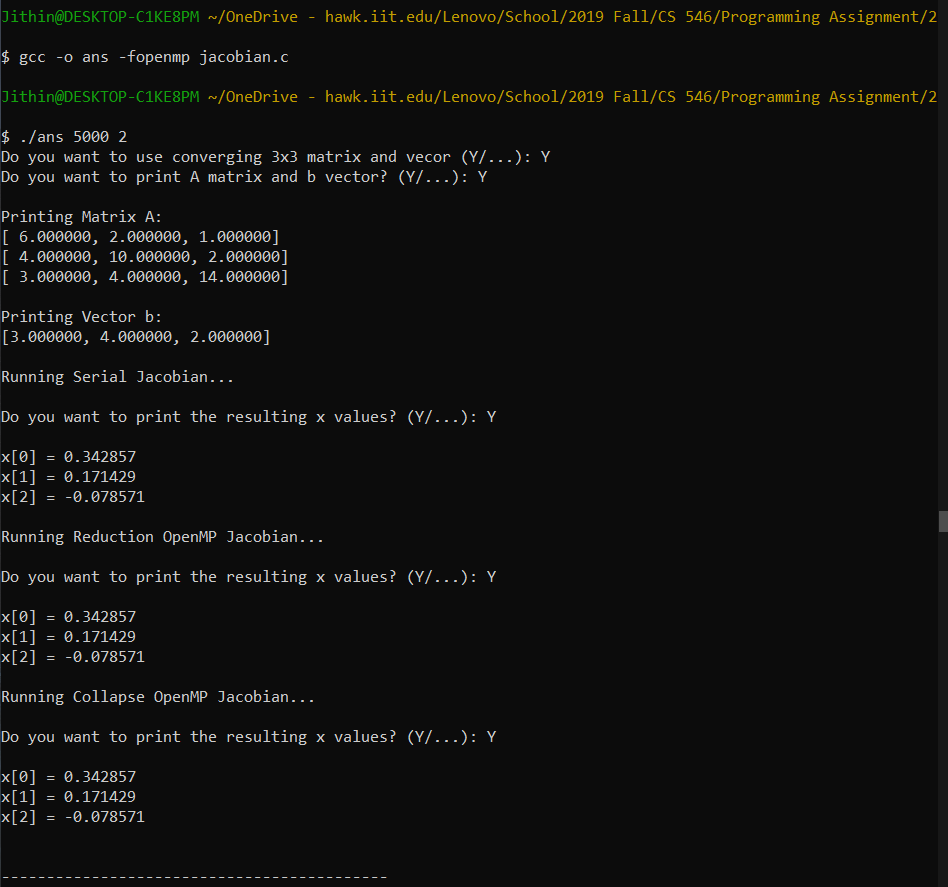 Jithin@DESKTOP-C1KE8PM ~/OneDrive - hawk.iit.edu/Lenovo/School/2019 Fall/CS 546/Programming Assignment/2
$ gcc -o ans -fopenmp jacobian.c
Jithin@DESKTOP-C1KE8PM ~/OneDrive - hawk.iit.edu/Lenovo/School/2019 Fall/CS 546/Programming Assignment/2
$ ./ans 5000 2
Do you want to use converging 3x3 matrix and vecor (Y/...): Y
Do you want to print A matrix and b vector? (Y/...): Y
Printing Matrix A:
[ 6.000000, 2.000000, 1.000000]
[ 4.000000, 10.000000, 2.000000]
[ 3.000000, 4.000000, 14.000000]
Printing Vector b:
[3.000000, 4.000000, 2.000000]
Running Serial Jacobian...
Do you want to print the resulting x values? (Y/...): Y
x[0] = 0.342857
x[1] = 0.171429
x[2] = -0.078571
Running Reduction OpenMP Jacobian...
Do you want to print the resulting x values? (Y/...): Y
x[0] = 0.342857
x[1] = 0.171429
x[2] = -0.078571
Running Collapse OpenMP Jacobian...
Do you want to print the resulting x values? (Y/...): Y
x[0] = 0.342857
x[1] = 0.171429
x[2] = -0.078571
-------------------------------------------